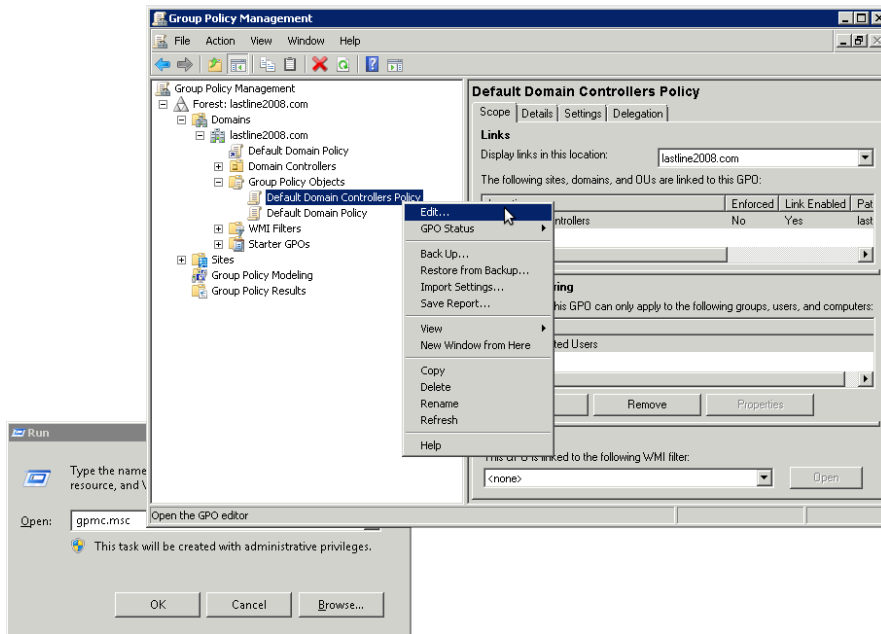 Group Policy Management
File Action View Window Help
Group Policy Management
Forest: lastline2008.com
Domains
lastline2008.com
Default Domain Policy
Domain Controllers
Group Policy Objects
Default Domain Controllers Policy
Default Domain Policy
WMI Filters
Starter GPOs
Sites
Group Policy Modeling
Group Policy Results
Default Domain Controllers Policy
Scope Details Settings Delegation
Links
Display links in this location: lastline2008.com
The following sites, domains, and OUs are linked to this GPO:
Enforced Link Enabled Pat
ntrollers No Yes last
ring
his GPO can only apply to the following groups, users, and computers:
ted Users
Remove Properties
This GPO is linked to the following WMI filter:
<none> Open
Edit...
GPO Status
Back Up...
Restore from Backup...
Import Settings...
Save Report...
View
New Window from Here
Copy
Delete
Rename
Refresh
Help
Open the GPO editor
Run
Type the name
resource, and
Open: gpmc.msc
This task will be created with administrative privileges.
OK Cancel Browse...